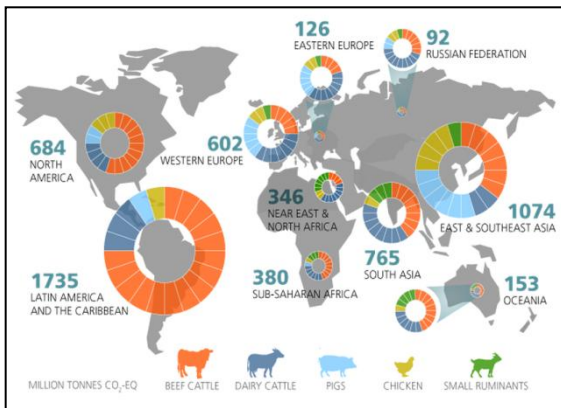 126
EASTERN EUROPE
92
RUSSIAN FEDERATION
684
NORTH
AMERICA
602
WESTERN EUROPE
346
NEAR EAST &
NORTH AFRICA
1074
EAST & SOUTHEAST ASIA
1735
LATIN AMERICA
AND THE CARIBBEAN
380
SUB-SAHARAN AFRICA
765
SOUTH ASIA
153
OCEANIA
MILLION TONNES CO₂-EQ
BEEF CATTLE
DAIRY CATTLE
PIGS
CHICKEN
SMALL RUMINANTS